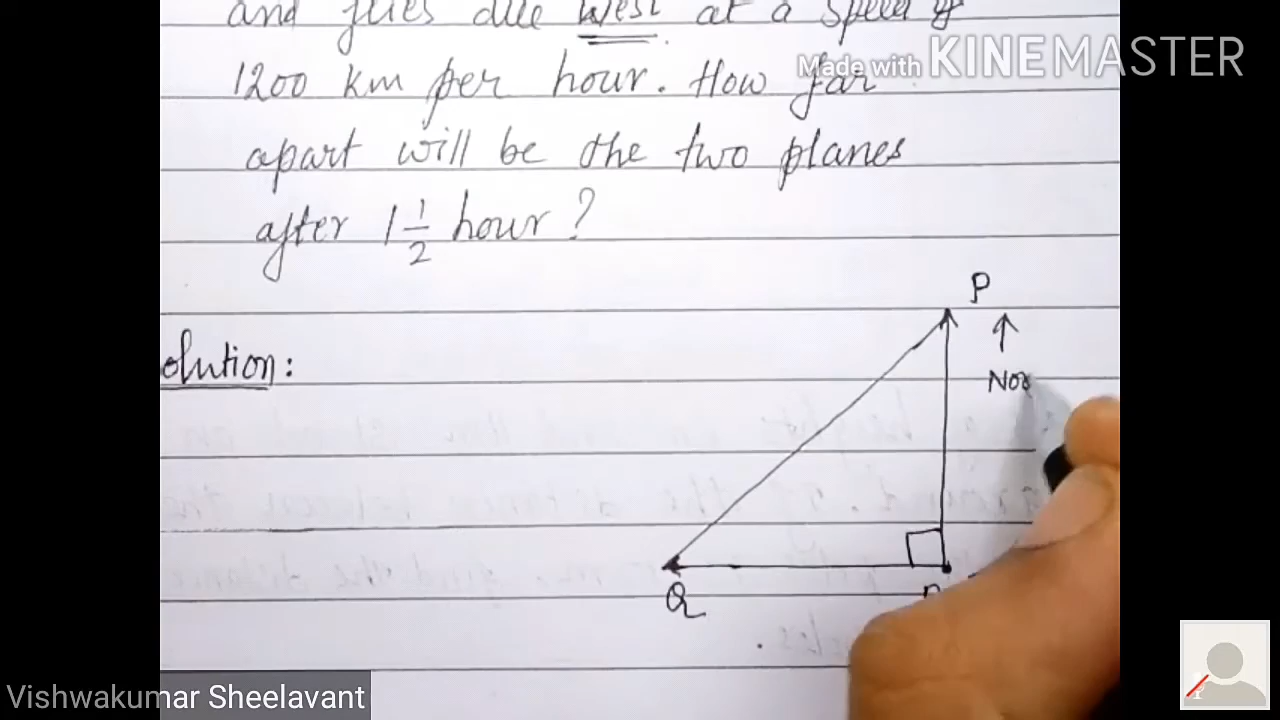 and flies due west at a speed of
Made with KINEMASTER
1200 km per hour. How far
apart will be the two planes
after 1 1/2 hour?
P
olution:
Nor
Q
Vishwakumar Sheelavant